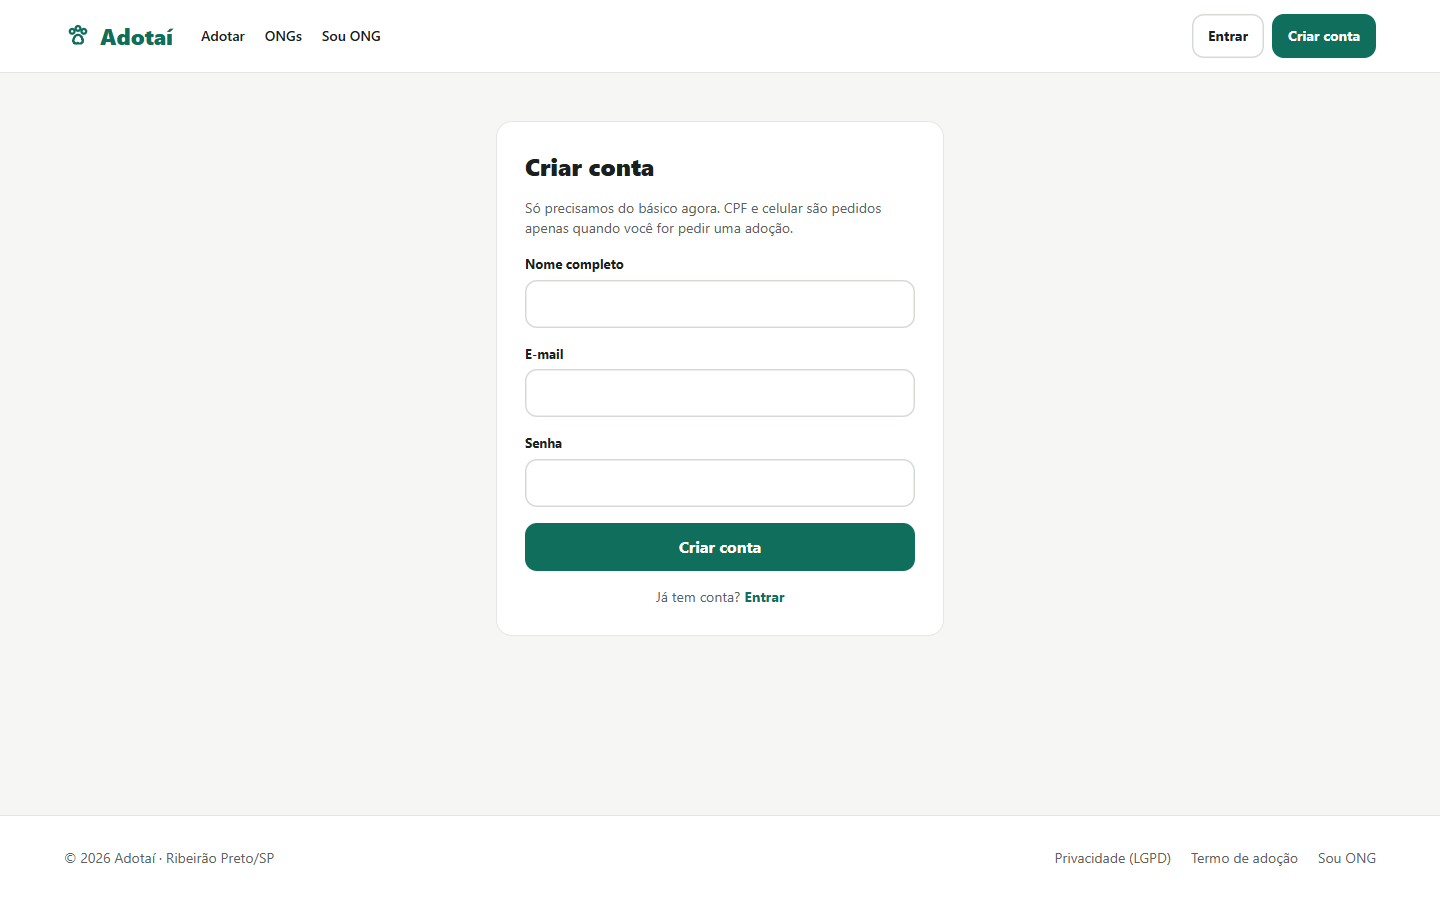 Adotaí
Adotar
ONGs
Sou ONG
Entrar
Criar conta
Criar conta
Só precisamos do básico agora. CPF e celular são pedidos
apenas quando você for pedir uma adoção.
Nome completo
E-mail
Senha
Criar conta
Já tem conta? Entrar
© 2026 Adotaí · Ribeirão Preto/SP
Privacidade (LGPD)
Termo de adoção
Sou ONG